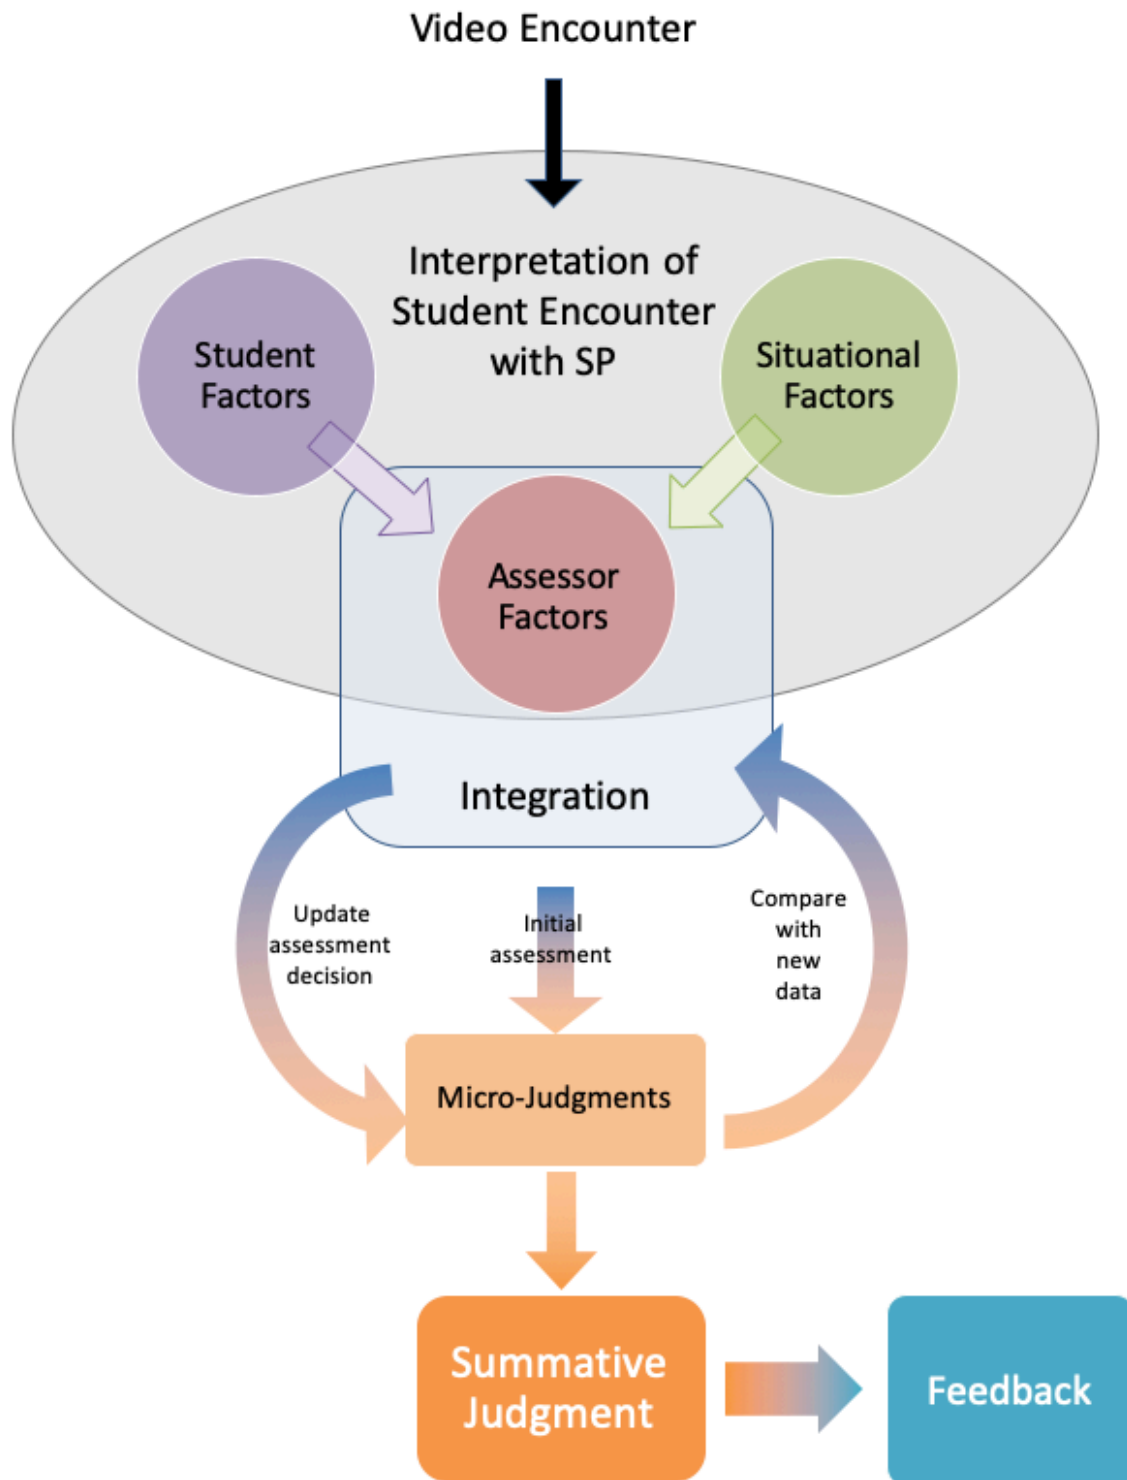 Video Encounter
Interpretation of
Student Encounter
with SP
Student
Factors
Situational
Factors
Assessor
Factors
Integration
Update
assessment
decision
Initial
assessment
Compare
with
new
data
Micro-Judgments
Summative
Judgment
Feedback